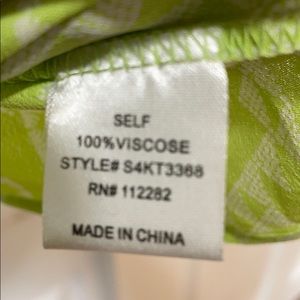 SELF
100%VISCOSE
STYLE# S4KT3368
RN# 112282
MADE IN CHINA